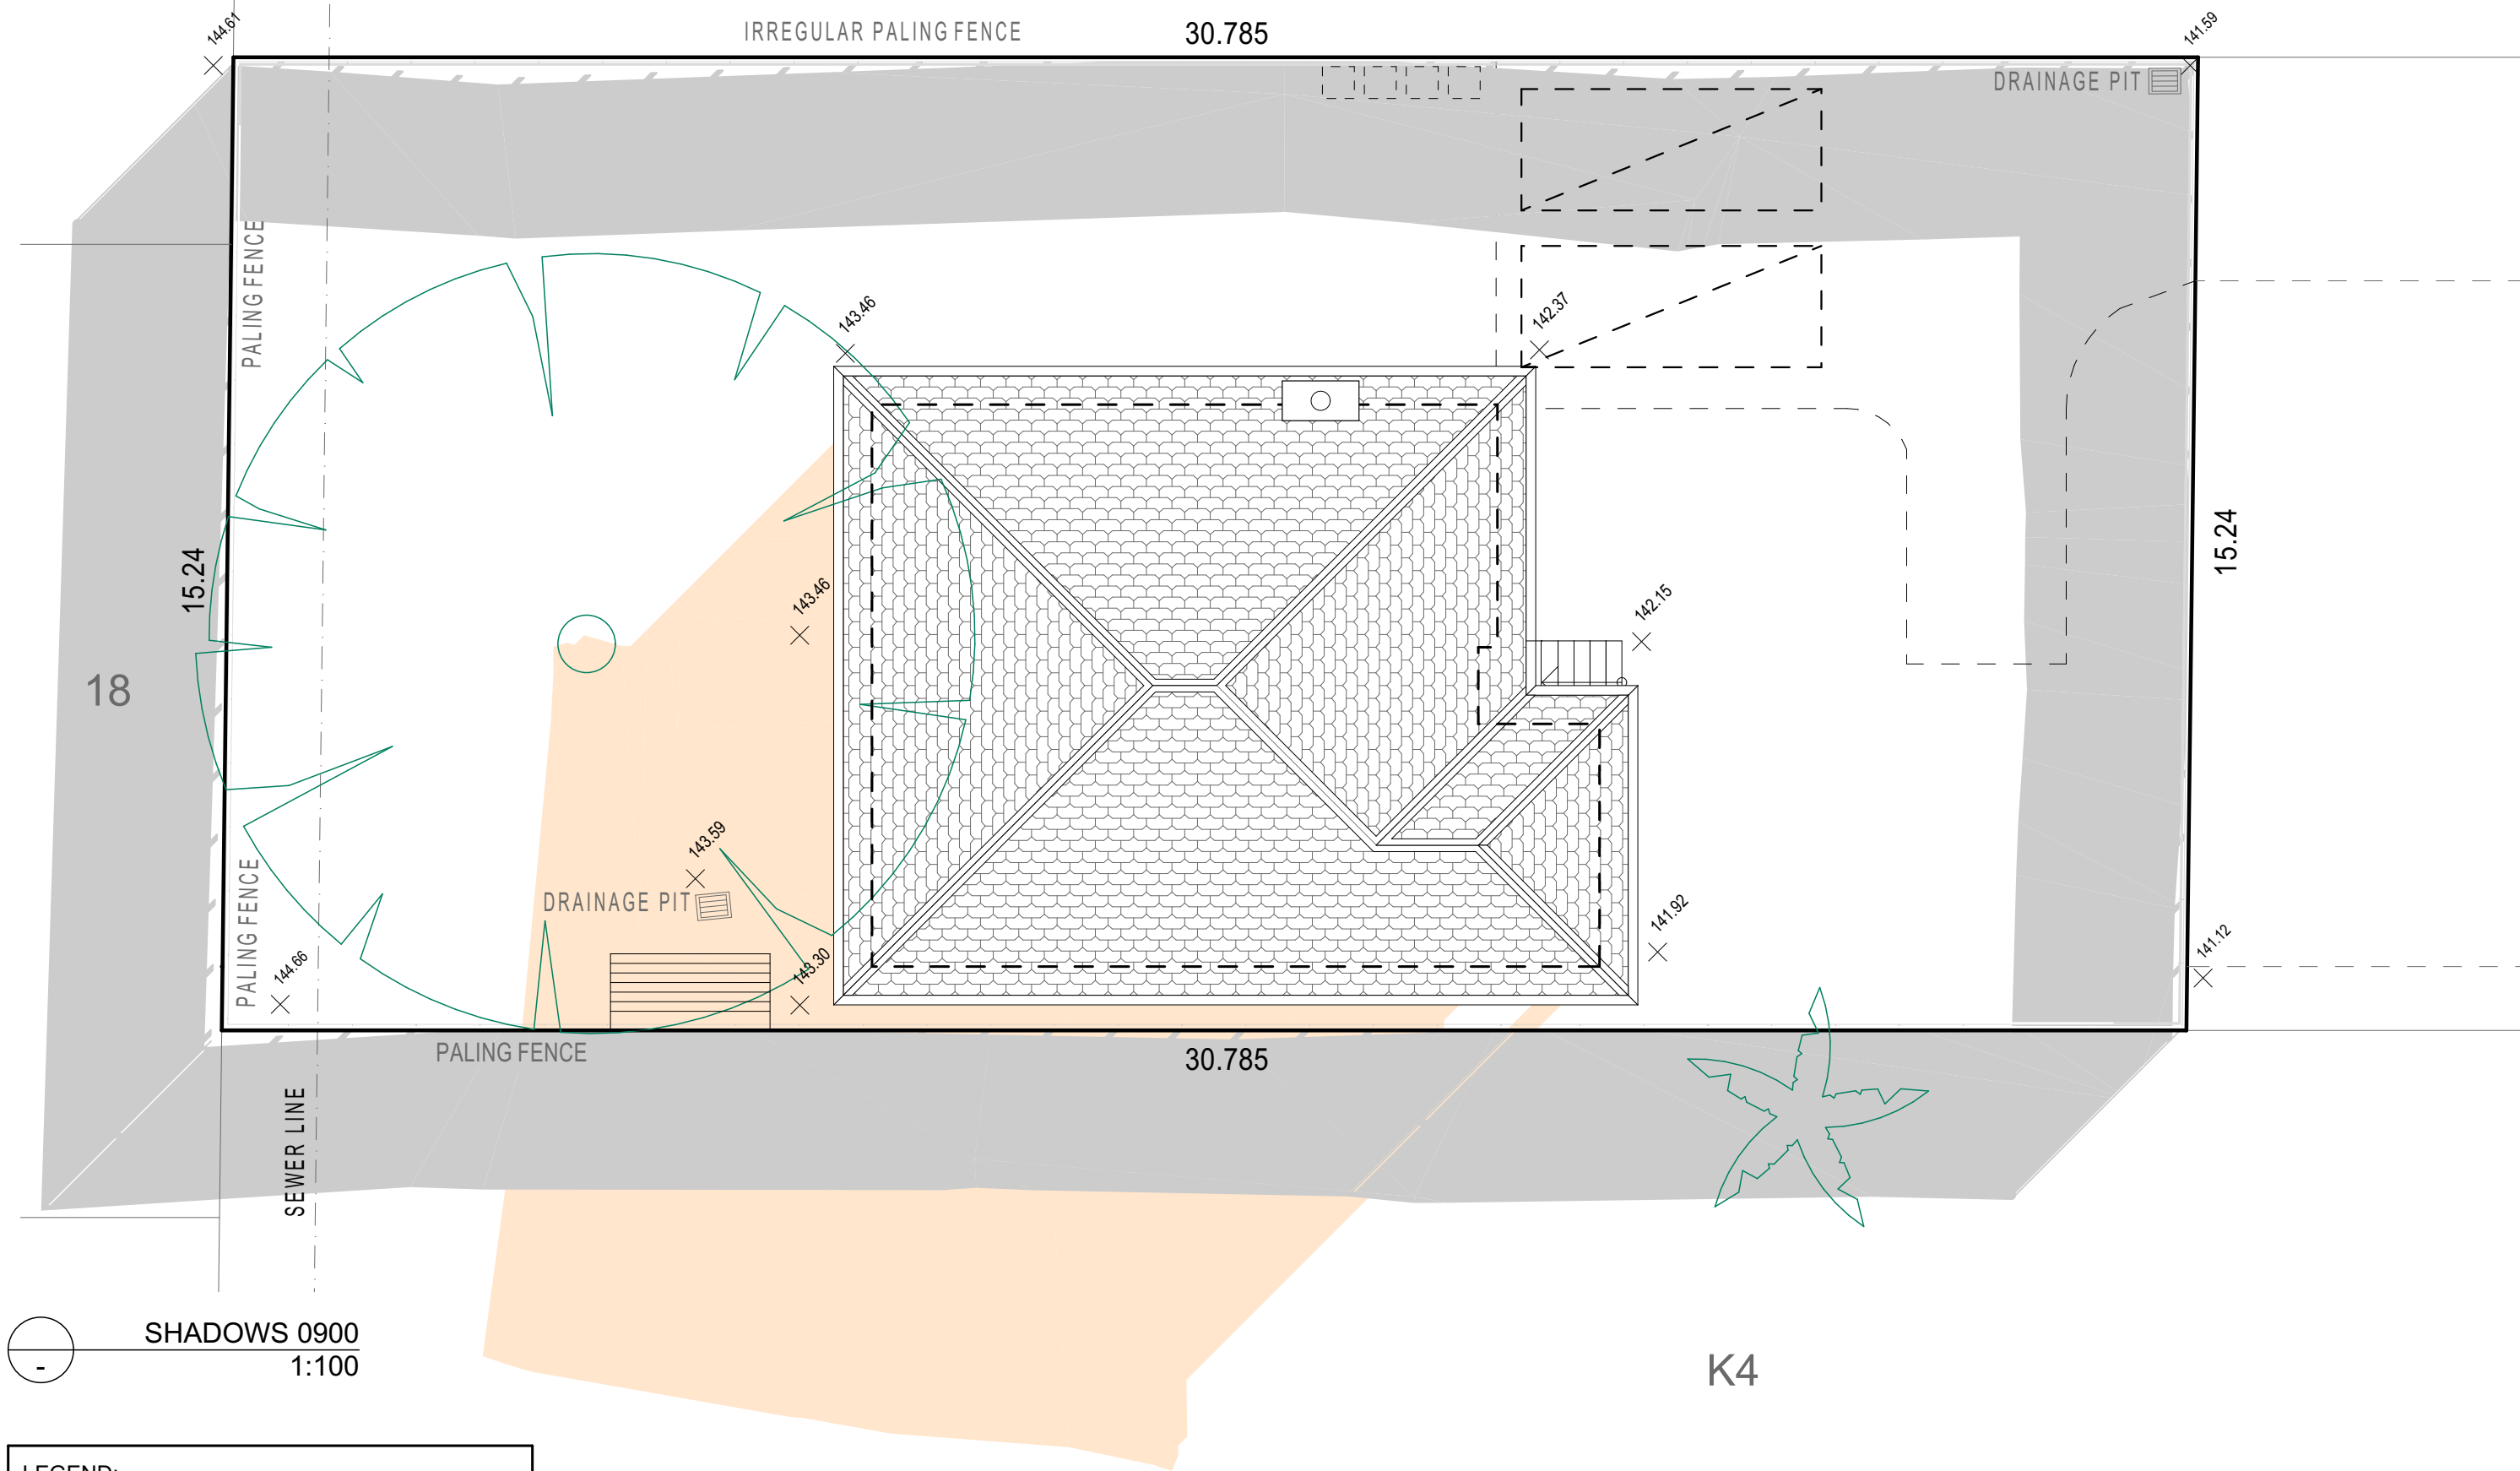 144.61
IRREGULAR PALING FENCE
30.785
141.59
DRAINAGE PIT
PALING FENCE
143.46
142.37
15.24
15.24
143.46
142.15
18
143.59
DRAINAGE PIT
PALING FENCE
144.66
143.30
141.92
141.12
PALING FENCE
30.785
SEWER LINE
SHADOWS 0900
-
1:100
K4
LEGEND: